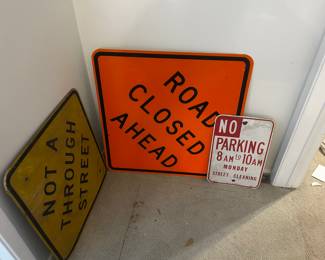 NOT A
THROUGH
STREET
ROAD
CLOSED
AHEAD
NO
PARKING
8AM TO 10AM
MONDAY
STREET CLEANING